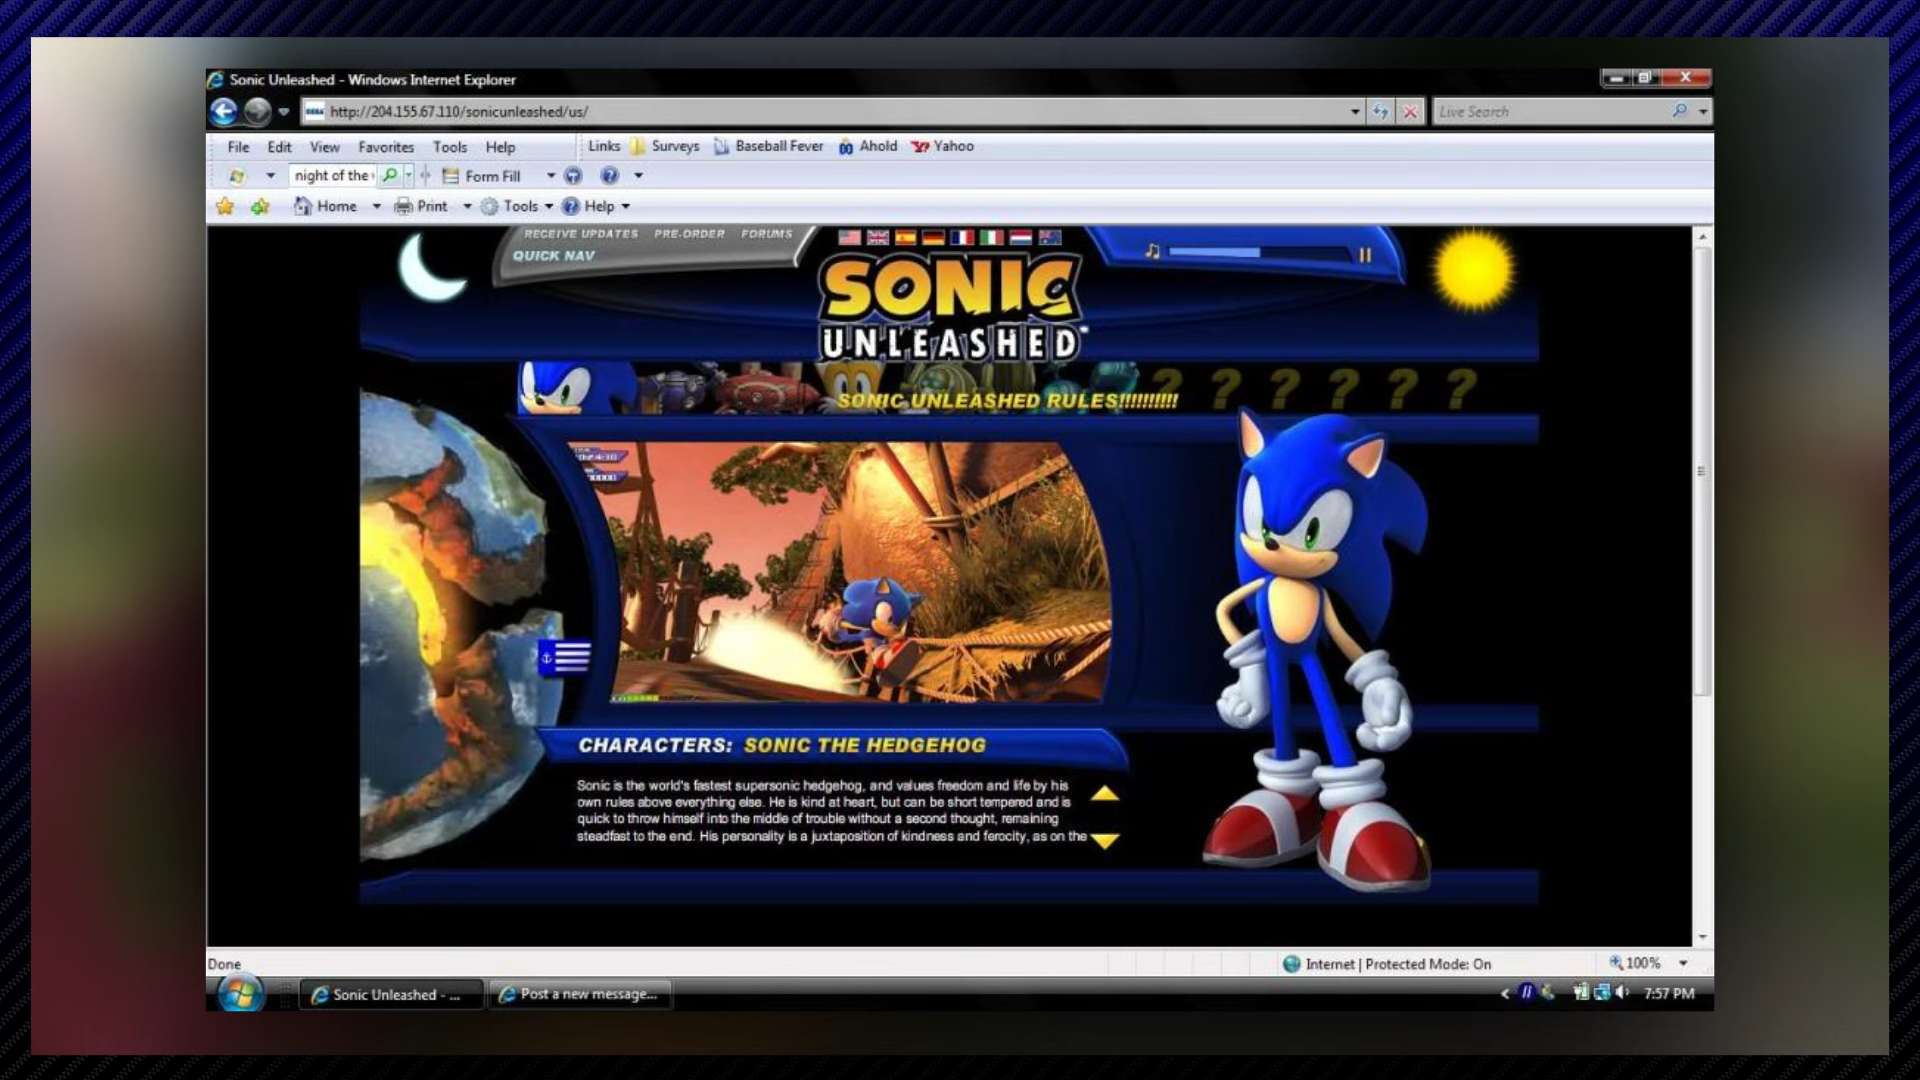 Sonic Unleashed - Windows Internet Explorer
http://204.155.67.110/sonicunleashed/us/
Live Search
File Edit View Favorites Tools Help
Links Surveys Baseball Fever Ahold Yahoo
night of the
Form Fill
Home Print Tools Help
RECEIVE UPDATES PRE-ORDER FORUMS
QUICK NAV
SONIC
UNLEASHED
SONIC UNLEASHED RULES!!!!!!!!!!
? ? ? ? ? ?
CHARACTERS: SONIC THE HEDGEHOG
Sonic is the world's fastest supersonic hedgehog, and values freedom and life by his
own rules above everything else. He is kind at heart, but can be short tempered and is
quick to throw himself into the middle of trouble without a second thought, remaining
steadfast to the end. His personality is a juxtaposition of kindness and ferocity, as on the
Done
Internet | Protected Mode: On
100%
Sonic Unleashed - ...
Post a new message...
7:57 PM